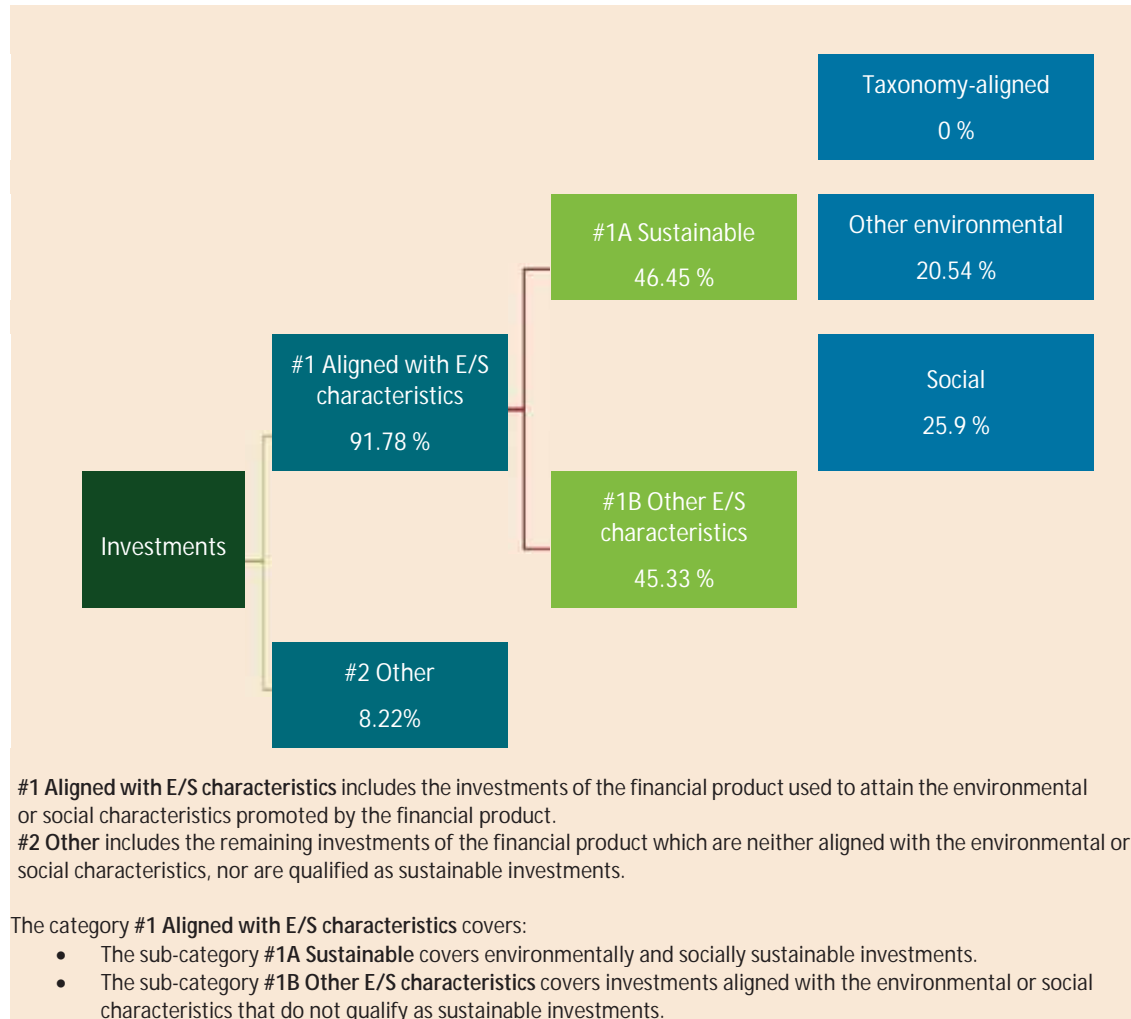 Taxonomy-aligned
0 %
#1A Sustainable
46.45 %
Other environmental
20.54 %
#1 Aligned with E/S
characteristics
91.78 %
Social
25.9 %
Investments
#1B Other E/S
characteristics
45.33 %
#2 Other
8.22%
#1 Aligned with E/S characteristics includes the investments of the financial product used to attain the environmental
or social characteristics promoted by the financial product.
#2 Other includes the remaining investments of the financial product which are neither aligned with the environmental or
social characteristics, nor are qualified as sustainable investments.
The category #1 Aligned with E/S characteristics covers:
• The sub-category #1A Sustainable covers environmentally and socially sustainable investments.
• The sub-category #1B Other E/S characteristics covers investments aligned with the environmental or social
characteristics that do not qualify as sustainable investments.